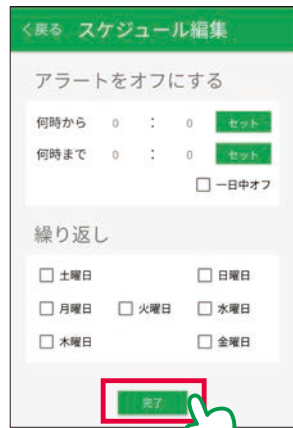 <戻る スケジュール編集
アラートをオフにする
何時から 0 : 0 セット
何時まで 0 : 0 セット
一日中オフ
繰り返し
土曜日 日曜日
月曜日 火曜日 水曜日
木曜日 金曜日
完了